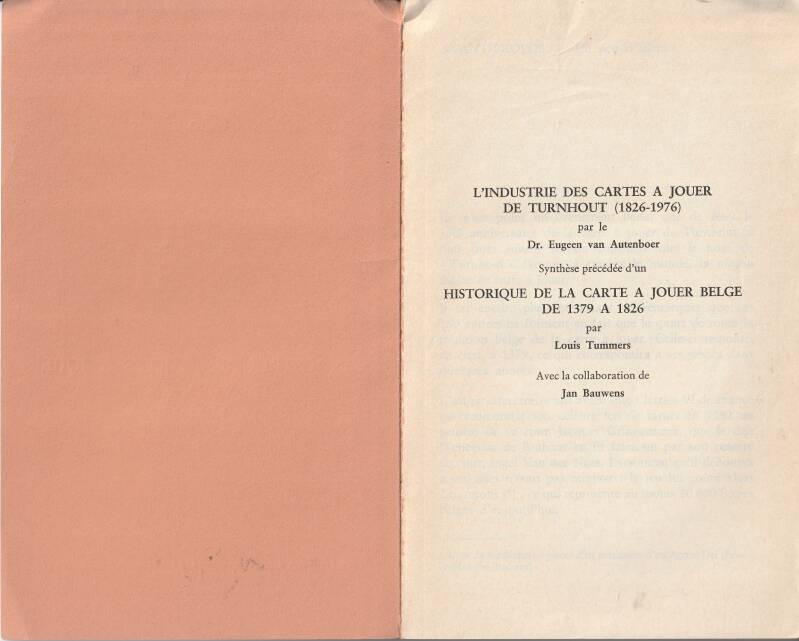 L'INDUSTRIE DES CARTES A JOUER
DE TURNHOUT (1826-1976)
par le
Dr. Eugeen van Autenboer
Synthèse précédée d'un
HISTORIQUE DE LA CARTE A JOUER BELGE
DE 1379 A 1826
par
Louis Tummers
Avec la collaboration de
Jan Bauwens